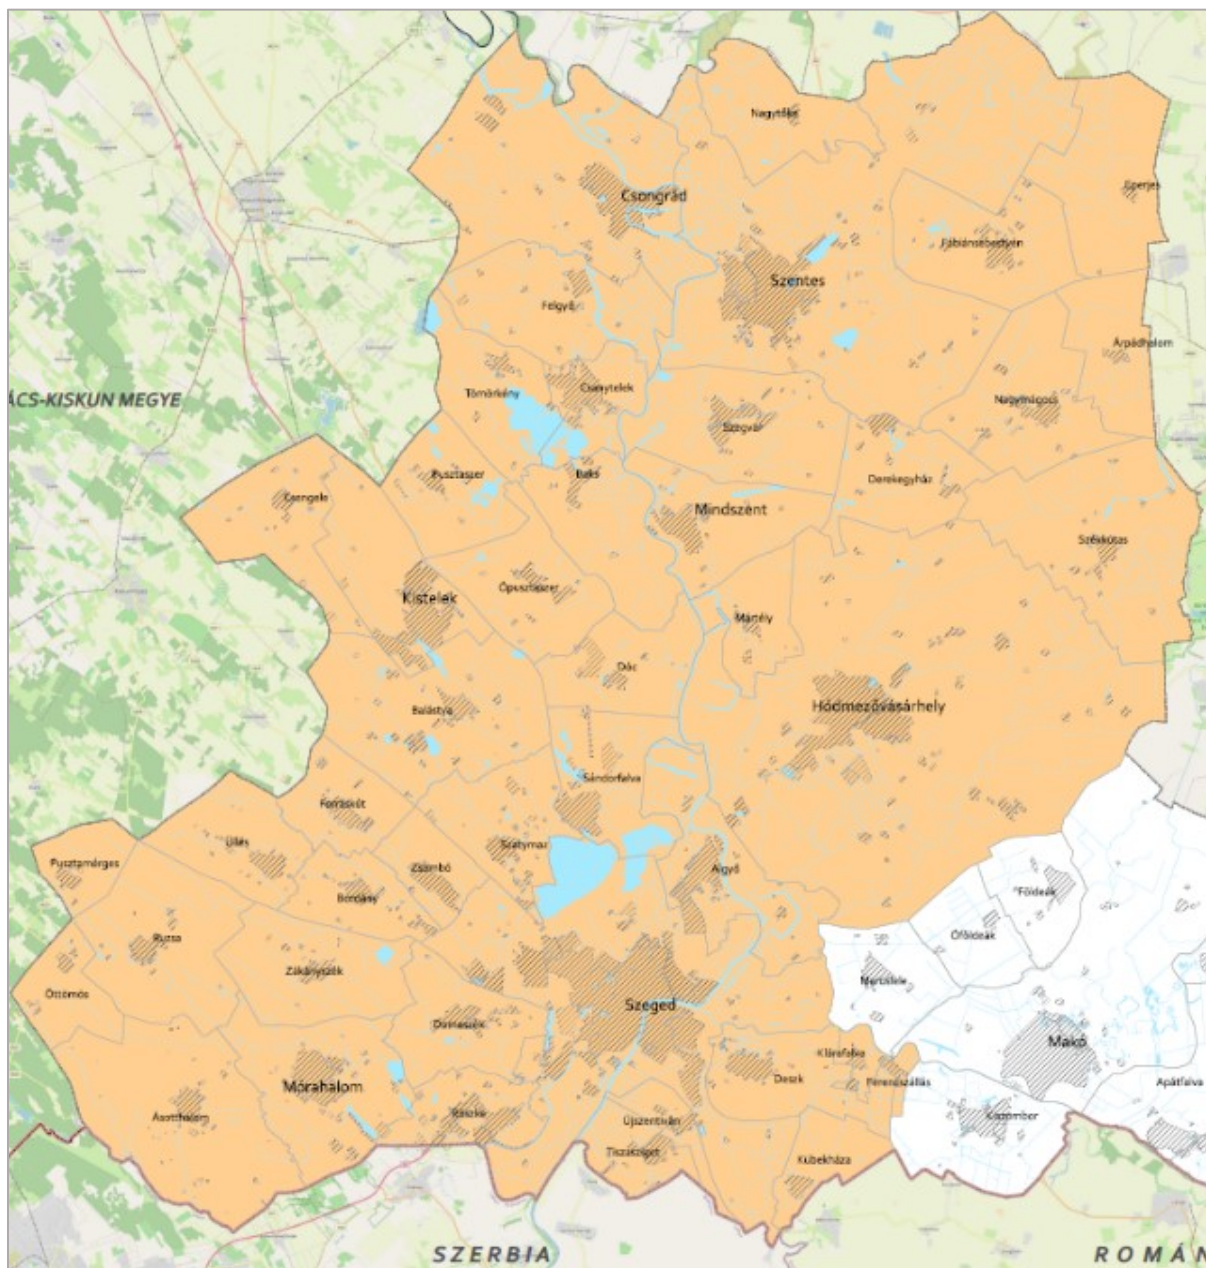 Nagytőke
Csongrád
Eperjes
Fábiánsebestyén
Szentes
Felgyő
Árpádhalom
Tömörkény
Csanytelek
ÁCS-KISKUN MEGYE
Nagymágocs
Szegvár
Pusztaszer
Baks
Derekegyház
Csengele
Mindszent
Székkutas
Ópusztaszer
Kistelek
Mártély
Dóc
Balástya
Hódmezővásárhely
Sándorfalva
Forráskút
Üllés
Szatymaz
Pusztamérges
Zsombó
Algyő
Bordány
Földeák
Ruzsa
Óföldeák
Zákányszék
Maroslele
Öttömös
Szeged
Domaszék
Makó
Klárafalva
Deszk
Ferencszállás
Apátfalva
Mórahalom
Röszke
Kiszombor
Ásotthalom
Újszentiván
Tiszasziget
Kübekháza
SZERBIA
ROMÁN